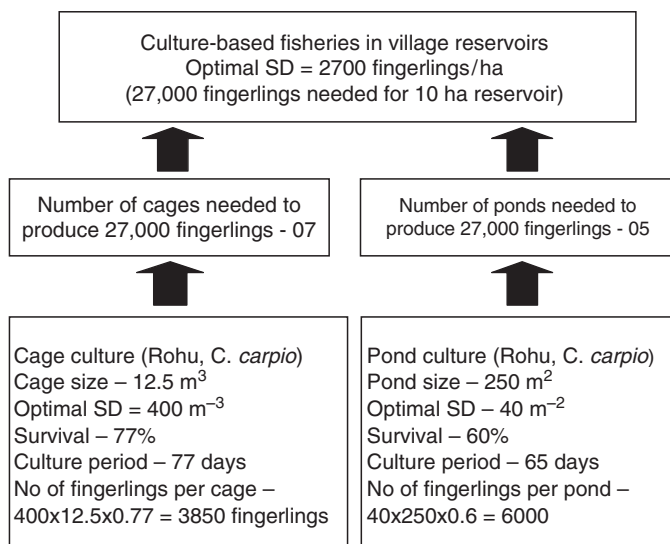 Culture-based fisheries in village reservoirs
Optimal SD = 2700 fingerlings/ha
(27,000 fingerlings needed for 10 ha reservoir)
Number of cages needed to
produce 27,000 fingerlings - 07
Number of ponds needed to
produce 27,000 fingerlings - 05
Cage culture (Rohu, C. carpio)
Cage size – 12.5 m³
Optimal SD = 400 m⁻³
Survival – 77%
Culture period – 77 days
No of fingerlings per cage –
400x12.5x0.77 = 3850 fingerlings
Pond culture (Rohu, C. carpio)
Pond size – 250 m²
Optimal SD – 40 m⁻²
Survival – 60%
Culture period – 65 days
No of fingerlings per pond –
40x250x0.6 = 6000